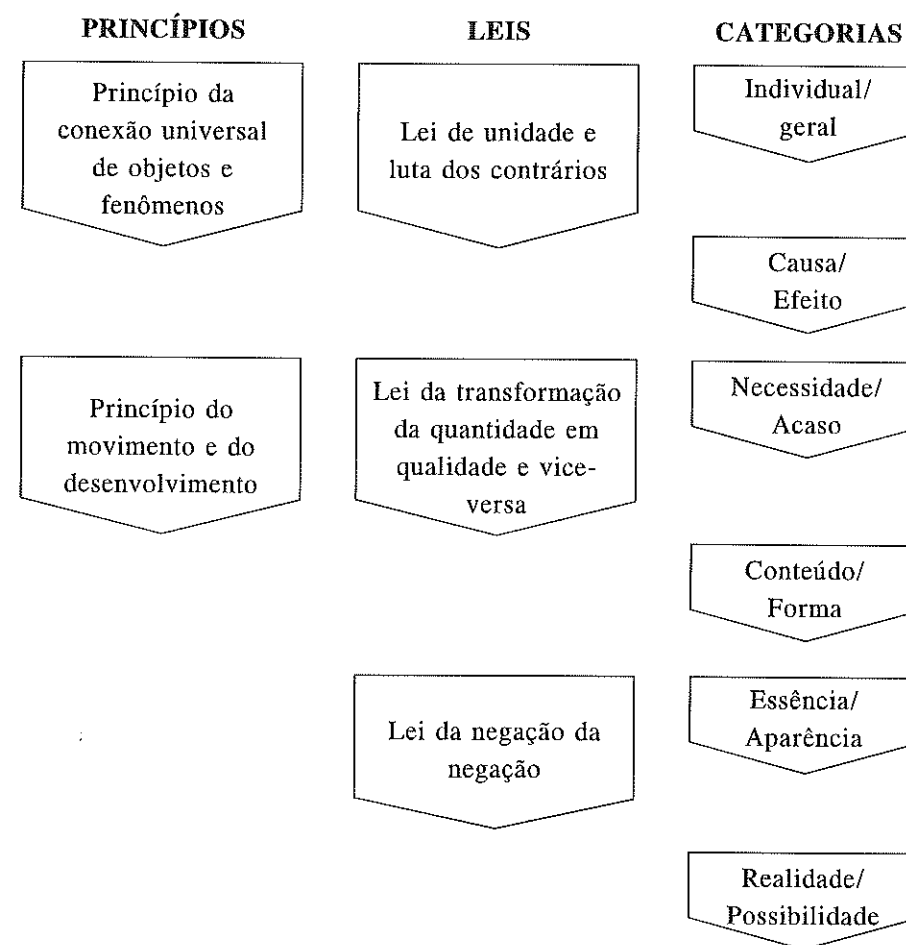 PRINCÍPIOS
LEIS
CATEGORIAS
Princípio da
conexão universal
de objetos e
fenômenos
Lei de unidade e
luta dos contrários
Individual/
geral
Causa/
Efeito
Princípio do
movimento e do
desenvolvimento
Lei da transformação
da quantidade em
qualidade e vice-
versa
Necessidade/
Acaso
Conteúdo/
Forma
Lei da negação da
negação
Essência/
Aparência
Realidade/
Possibilidade